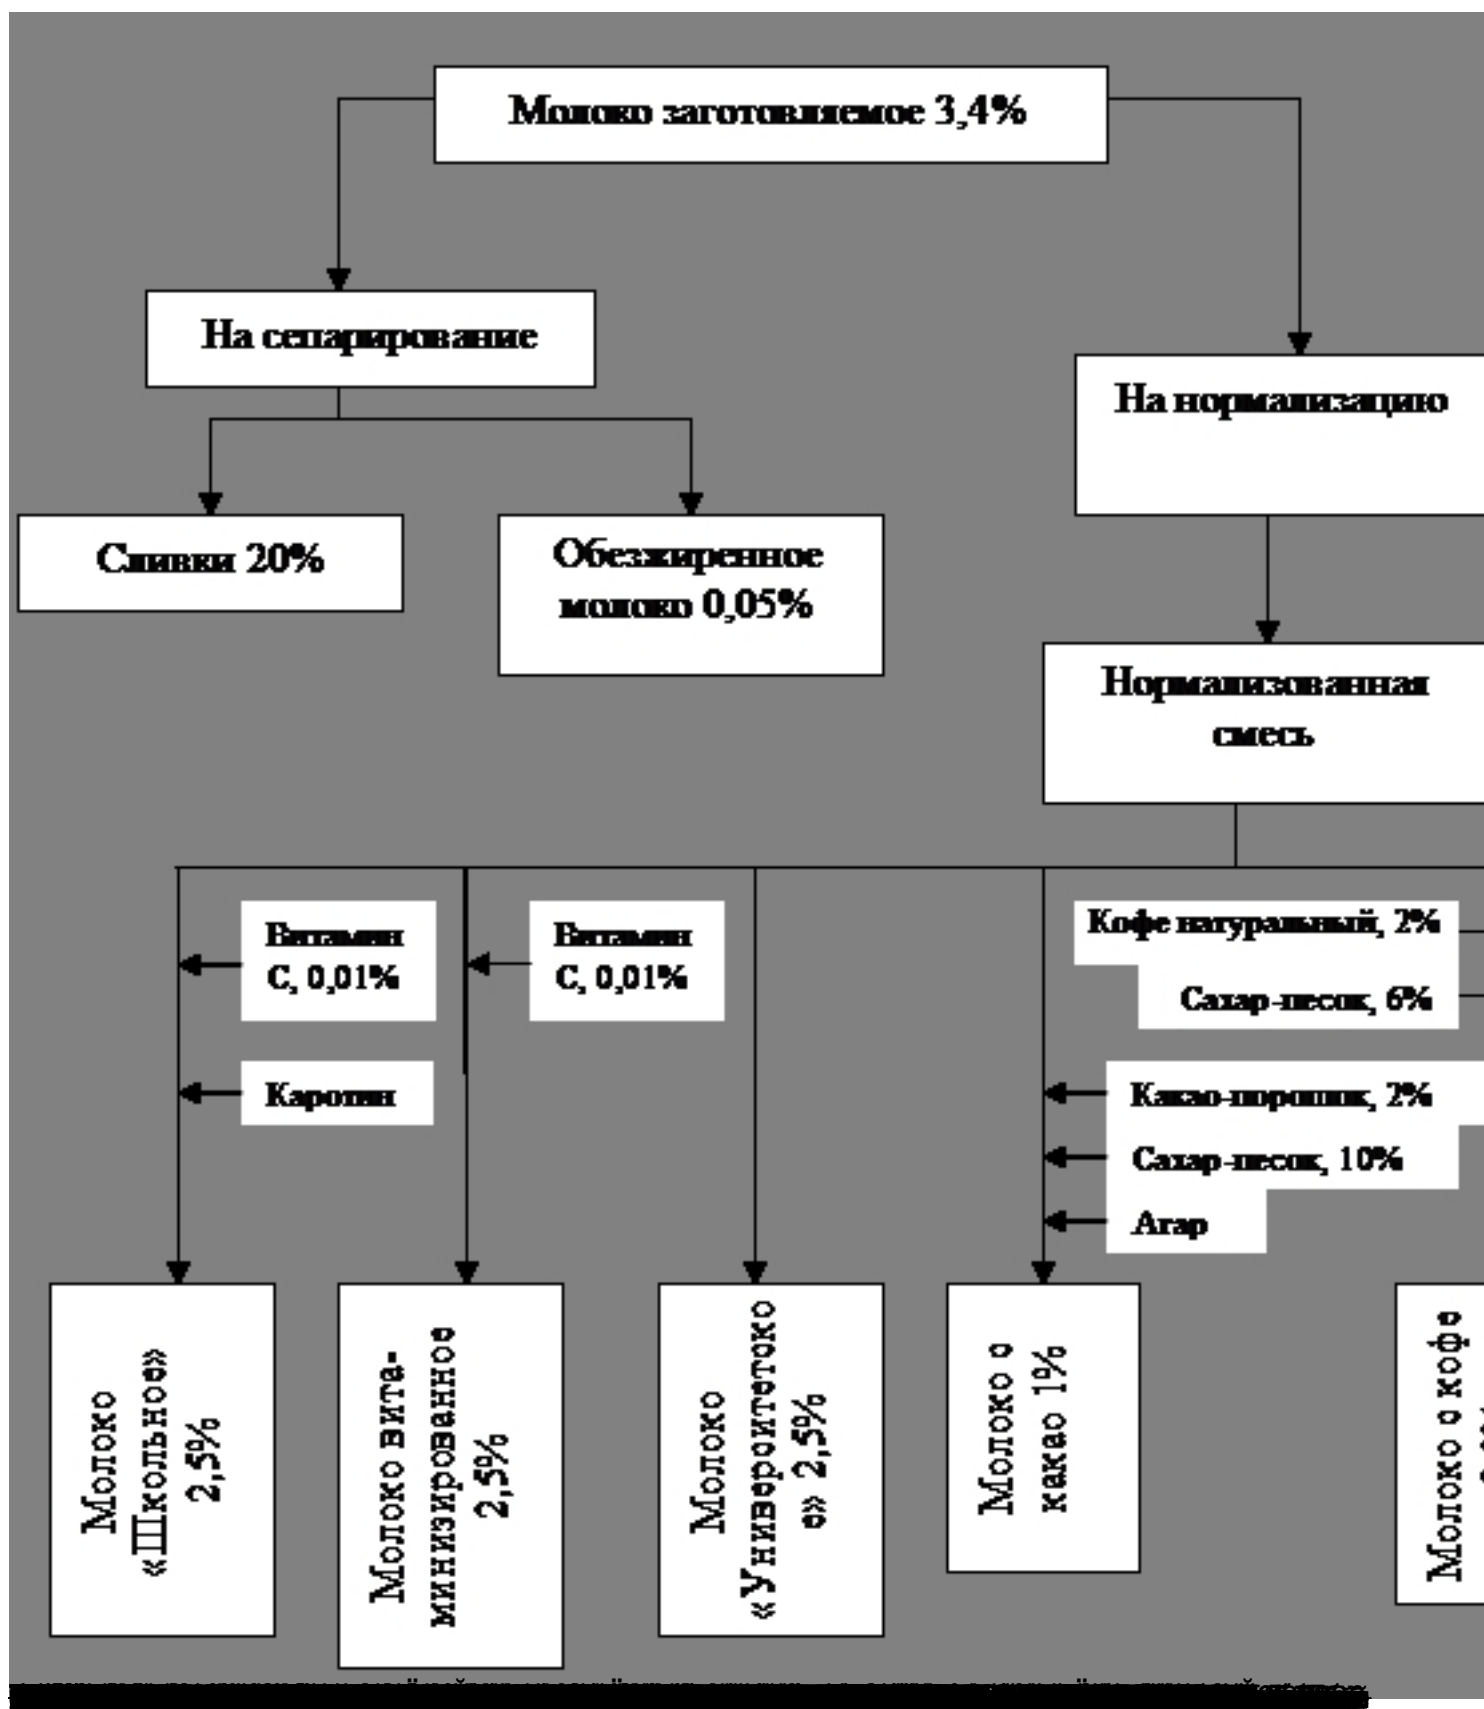 Молоко заготовляемое 3,4%
На сепарирование
На нормализацию
Сливки 20%
Обезжиренное
молоко 0,05%
Нормализованная
смесь
Витамин
С, 0,01%
Витамин
С, 0,01%
Кофе натуральный, 2%
Сахар-песок, 6%
Каротин
Какао-порошок, 2%
Сахар-песок, 10%
Агар
Молоко
«Школьное»
2,5%
Молоко вита-
минизированное
2,5%
Молоко
«Университетско
е» 2,5%
Молоко с
какао 1%
Молоко с кофе